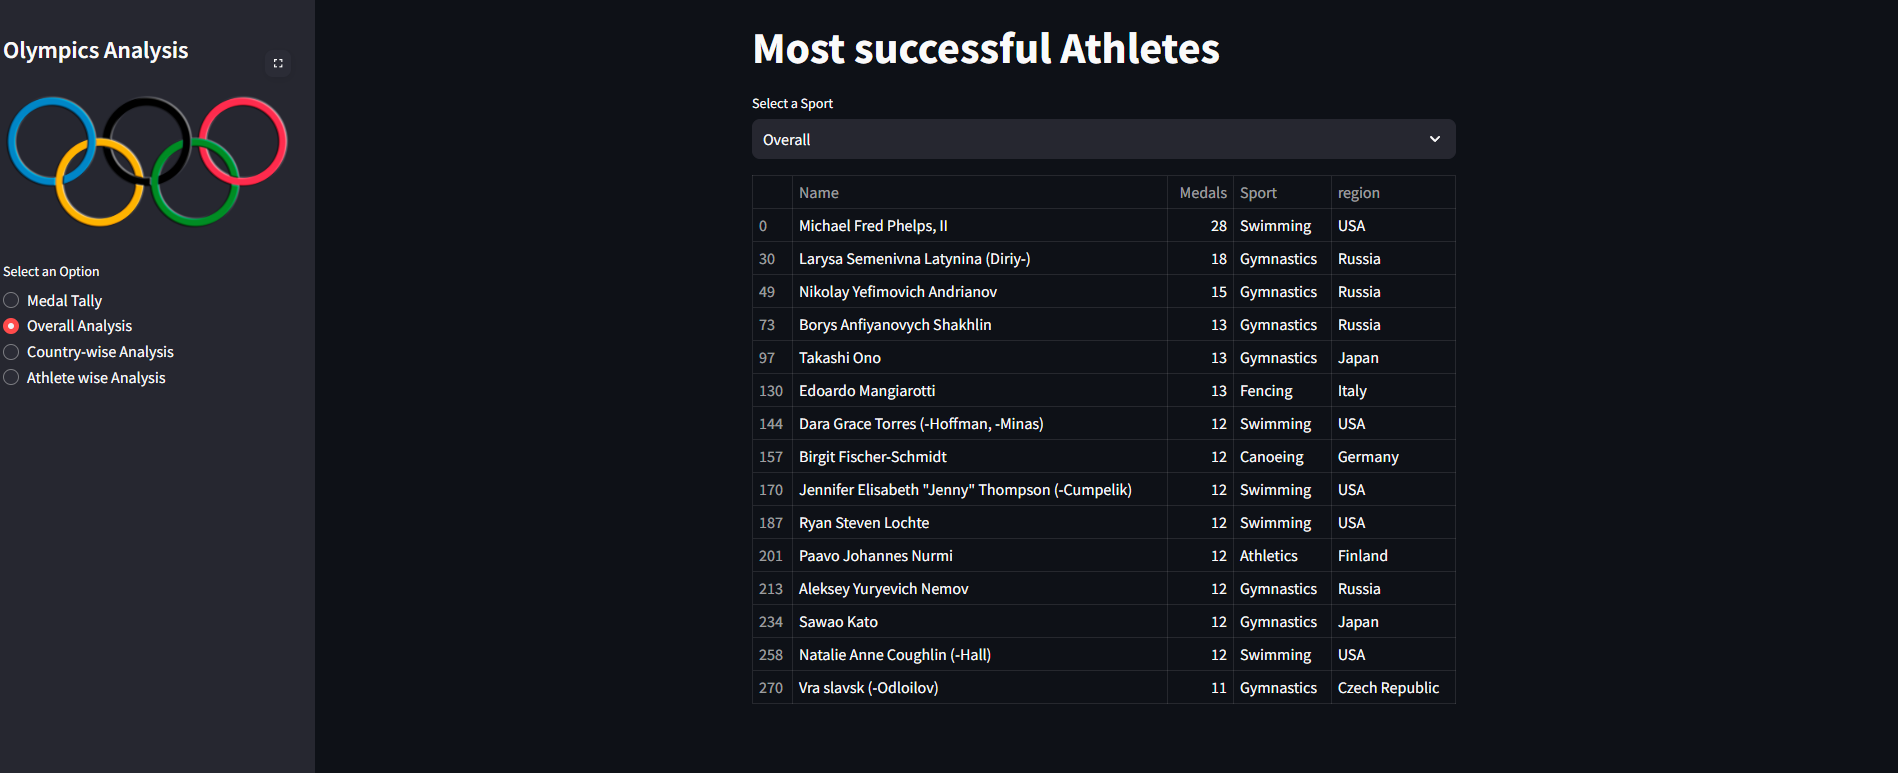 Olympics Analysis
Select an Option
Medal Tally
Overall Analysis
Country-wise Analysis
Athlete wise Analysis
Most successful Athletes
Select a Sport
Overall
Name Medals Sport region
0 Michael Fred Phelps, II 28 Swimming USA
30 Larysa Semenivna Latynina (Diriy-) 18 Gymnastics Russia
49 Nikolay Yefimovich Andrianov 15 Gymnastics Russia
73 Borys Anfiyanovych Shakhlin 13 Gymnastics Russia
97 Takashi Ono 13 Gymnastics Japan
130 Edoardo Mangiarotti 13 Fencing Italy
144 Dara Grace Torres (-Hoffman, -Minas) 12 Swimming USA
157 Birgit Fischer-Schmidt 12 Canoeing Germany
170 Jennifer Elisabeth "Jenny" Thompson (-Cumpelik) 12 Swimming USA
187 Ryan Steven Lochte 12 Swimming USA
201 Paavo Johannes Nurmi 12 Athletics Finland
213 Aleksey Yuryevich Nemov 12 Gymnastics Russia
234 Sawao Kato 12 Gymnastics Japan
258 Natalie Anne Coughlin (-Hall) 12 Swimming USA
270 Vra slavsk (-Odloilov) 11 Gymnastics Czech Republic